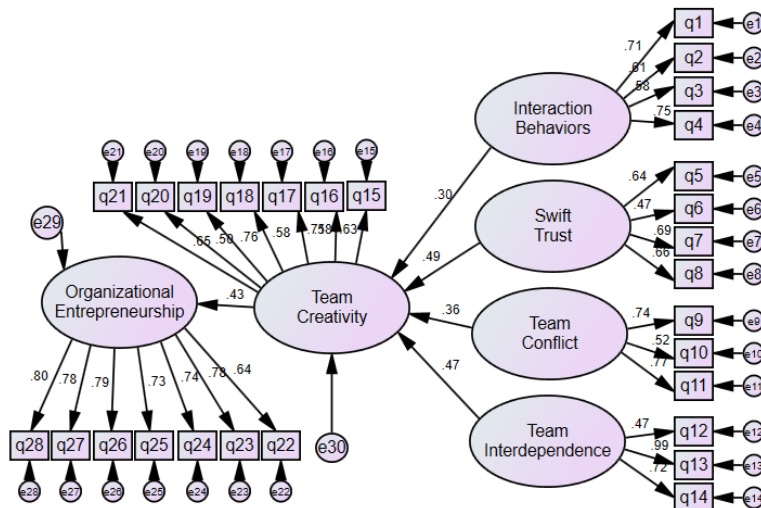 q1
e1
.71
q2
e2
.61
q3
e3
.58
q4
e4
.75
Interaction
Behaviors
e21
e20
e19
e18
e17
e16
e15
q21
q20
q19
q18
q17
q16
q15
.65
.50
.76
.58
.63
.30
q5
e5
.64
q6
e6
.47
q7
e7
.69
q8
e8
.66
Swift
Trust
.49
e29
Organizational
Entrepreneurship
.43
Team
Creativity
.36
Team
Conflict
q9
e9
.74
q10
e10
.52
q11
e11
.77
.47
.80
.78
.79
.73
.74
.78
.64
q28
q27
q26
q25
q24
q23
q22
e28
e27
e26
e25
e24
e23
e22
e30
Team
Interdependence
q12
e12
.47
q13
e13
.99
q14
e14
.72